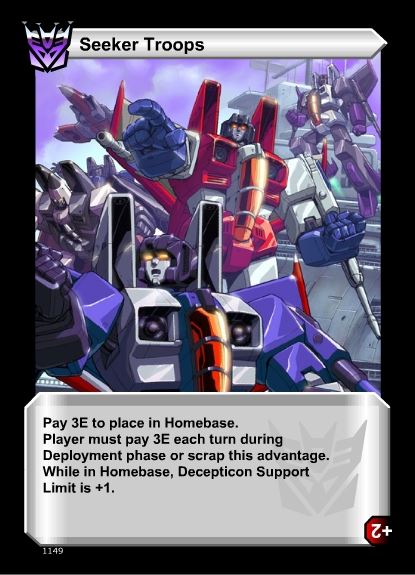 Seeker Troops
Pay 3E to place in Homebase.
Player must pay 3E each turn during
Deployment phase or scrap this advantage.
While in Homebase, Decepticon Support
Limit is +1.
2+
1149